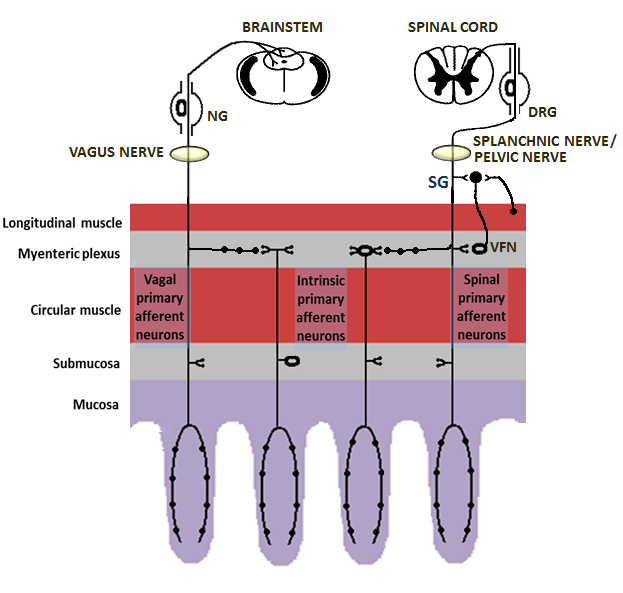 BRAINSTEM
SPINAL CORD
NG
DRG
VAGUS NERVE
SPLANCHNIC NERVE/
PELVIC NERVE
SG
Longitudinal muscle
Myenteric plexus
VFN
Vagal
primary
afferent
neurons
Intrinsic
primary
afferent
neurons
Spinal
primary
afferent
neurons
Circular muscle
Submucosa
Mucosa